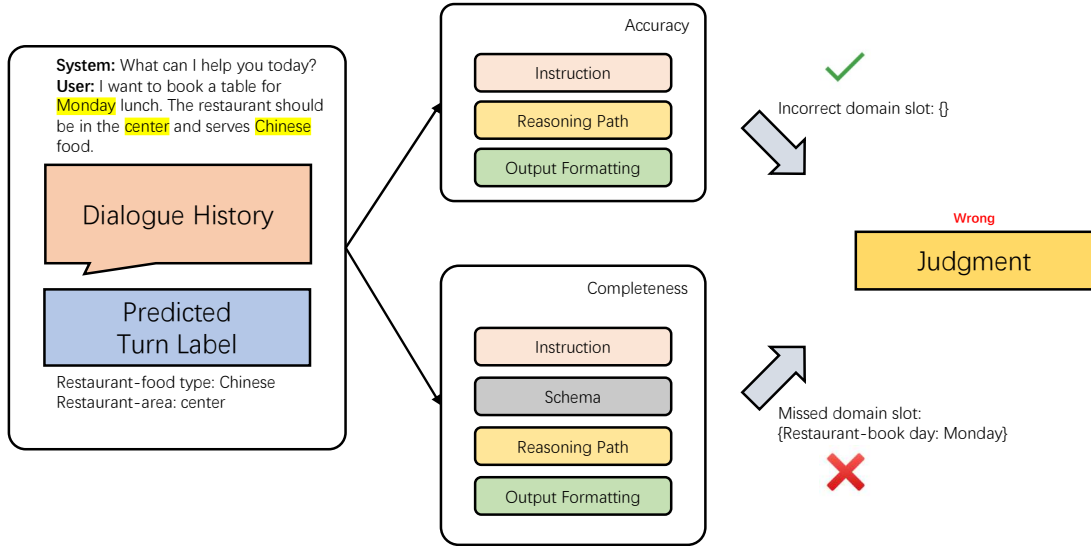 System: What can I help you today?
User: I want to book a table for
Monday lunch. The restaurant should
be in the center and serves Chinese
food.
Dialogue History
Predicted
Turn Label
Restaurant-food type: Chinese
Restaurant-area: center
Accuracy
Instruction
Reasoning Path
Output Formatting
Completeness
Instruction
Schema
Reasoning Path
Output Formatting
Incorrect domain slot: {}
Wrong
Judgment
Missed domain slot:
{Restaurant-book day: Monday}